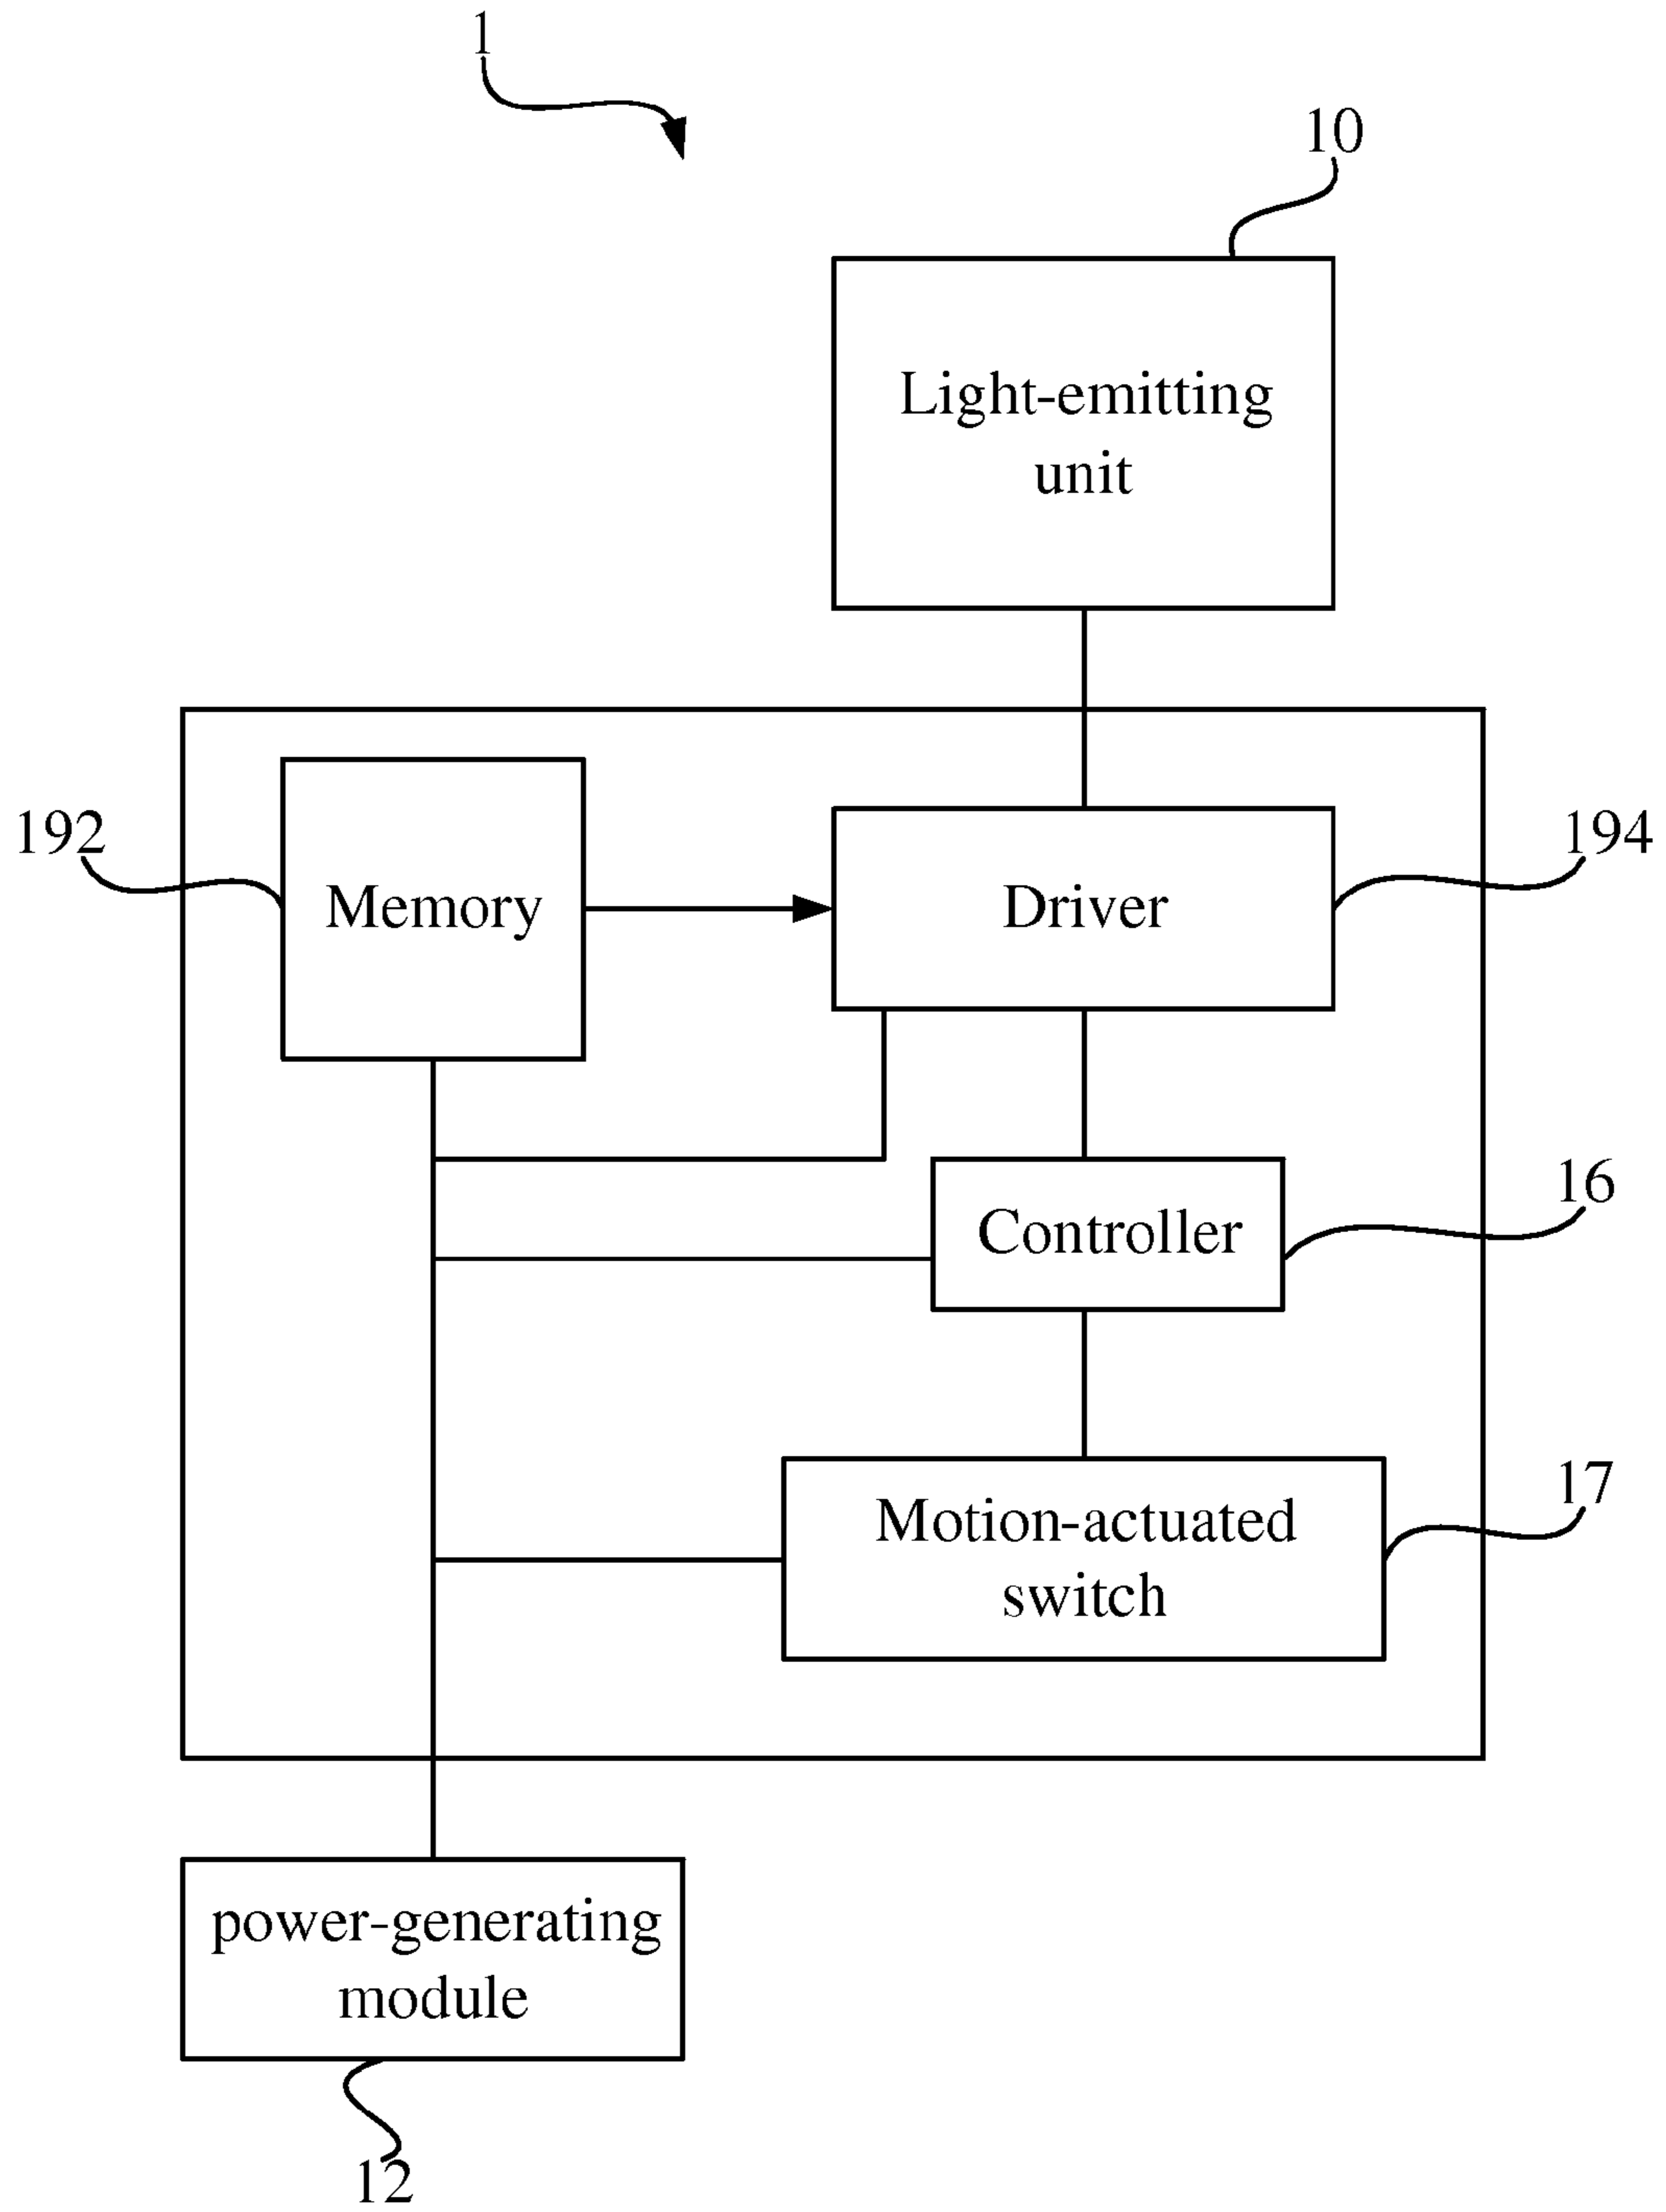 1
10
Light-emitting
unit
192
Memory
Driver
194
Controller
16
Motion-actuated
switch
17
power-generating
module
12